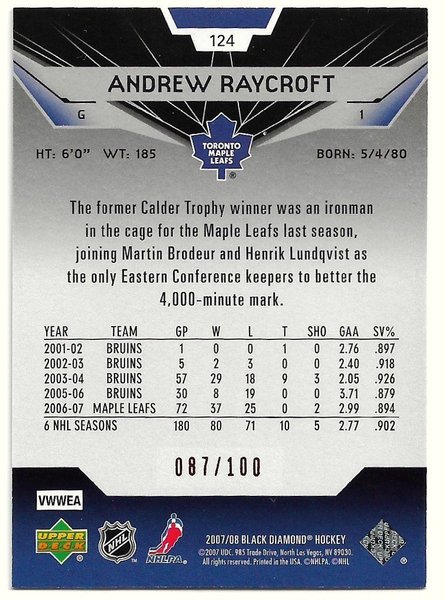 124
ANDREW RAYCROFT
G 1
TORONTO
MAPLE
LEAFS
®
HT: 6'0" WT: 185 BORN: 5/4/80
The former Calder Trophy winner was an ironman
in the cage for the Maple Leafs last season,
joining Martin Brodeur and Henrik Lundqvist as
the only Eastern Conference keepers to better the
4,000-minute mark.
YEAR TEAM GP W L T SHO GAA SV%
2001-02 BRUINS 1 0 0 1 0 2.76 .897
2002-03 BRUINS 5 2 3 0 0 2.40 .918
2003-04 BRUINS 57 29 18 9 3 2.05 .926
2005-06 BRUINS 30 8 19 0 0 3.71 .879
2006-07 MAPLE LEAFS 72 37 25 0 2 2.99 .894
6 NHL SEASONS 180 80 71 10 5 2.77 .902
087/100
VWWEA
UPPER
DECK
®
NHL
®
NHLPA
®
2007/08 BLACK DIAMOND® HOCKEY
©2007 UDC. 985 Trade Drive, North Las Vegas, NV 89030.
All rights reserved. Printed in the USA. ©NHLPA. ©NHL